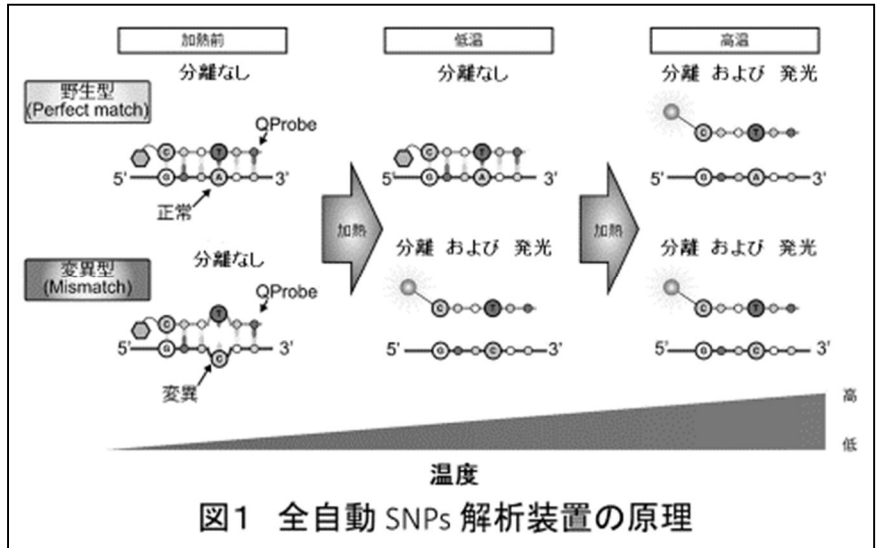 加熱前
低温
高温
分離なし
分離なし
分離 および 発光
野生型
(Perfect match)
QProbe
C
T
C
T
C
T
5'
G
A
3'
5'
G
A
3'
5'
G
A
3'
正常
加熱
加熱
変異型
(Mismatch)
分離なし
分離 および 発光
分離 および 発光
QProbe
C
T
C
T
C
T
5'
G
C
3'
5'
G
C
3'
5'
G
C
3'
変異
高
低
温度
図1 全自動 SNPs 解析装置の原理